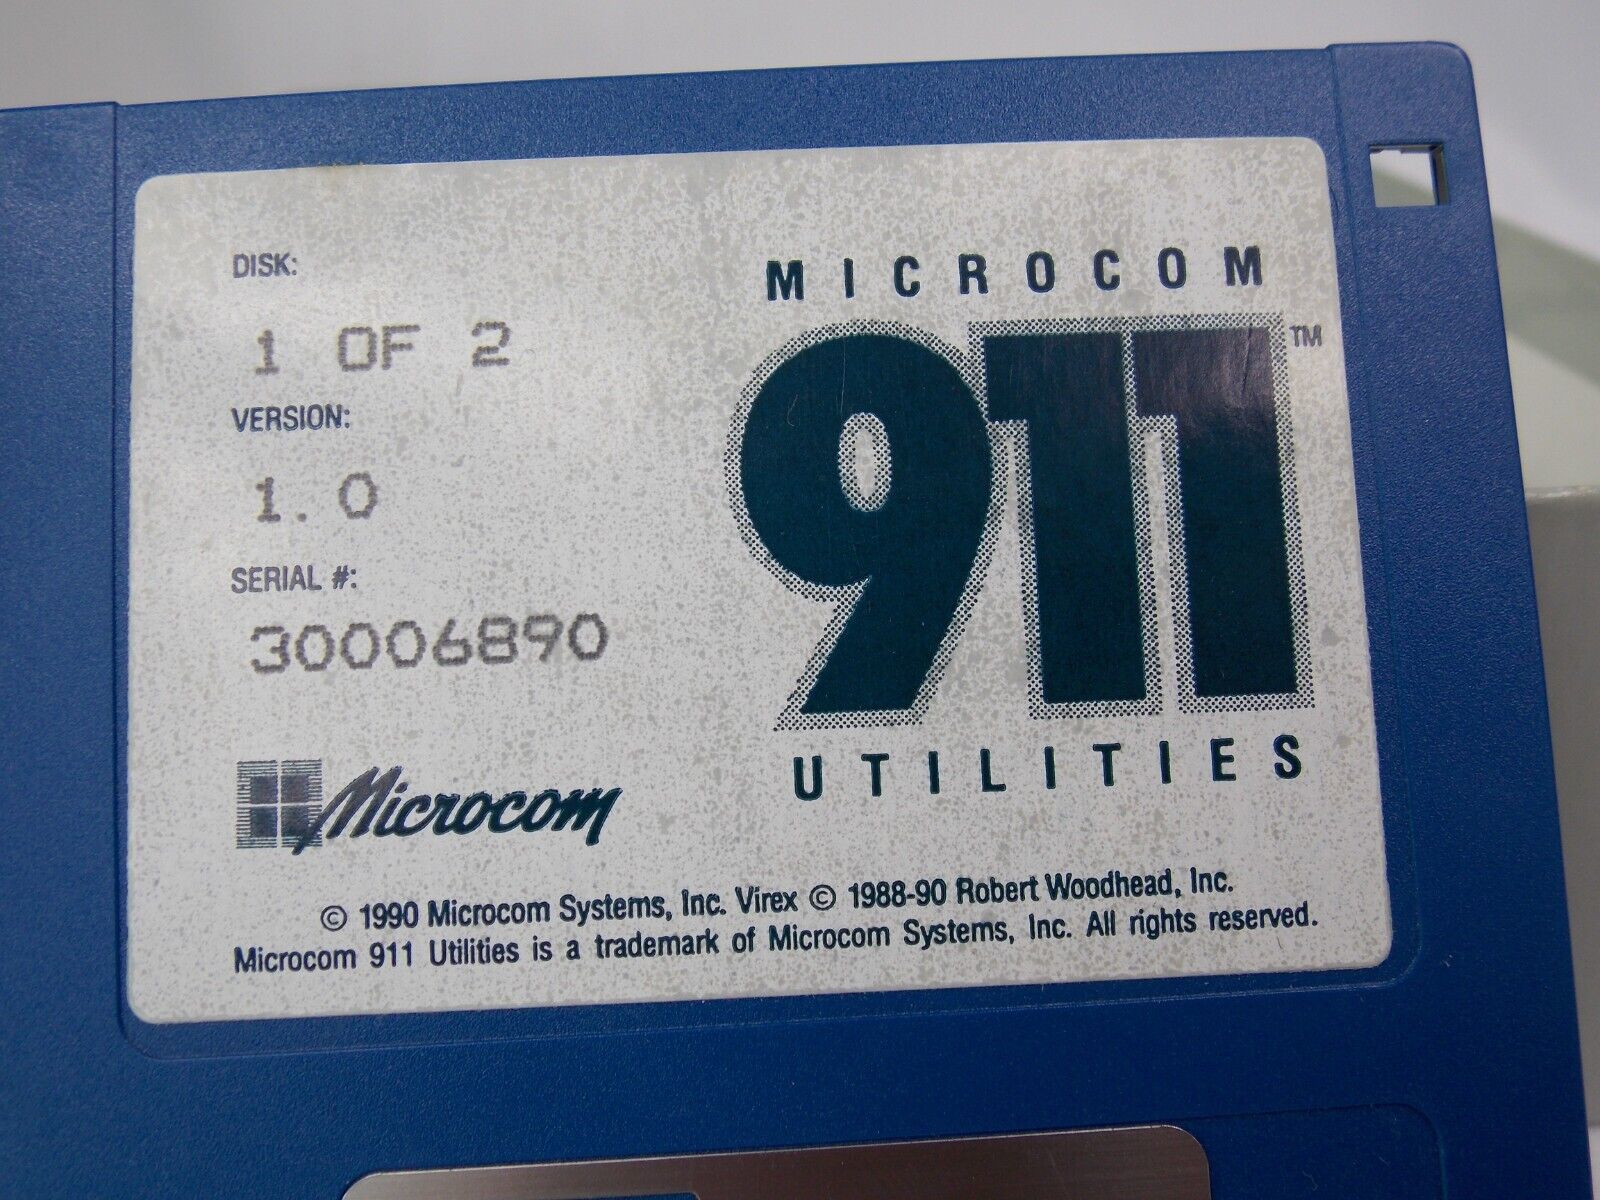 DISK:
1 OF 2
VERSION:
1.0
SERIAL #:
30006890
Microcom
MICROCOM
911™
UTILITIES
© 1990 Microcom Systems, Inc. Virex © 1988-90 Robert Woodhead, Inc.
Microcom 911 Utilities is a trademark of Microcom Systems, Inc. All rights reserved.